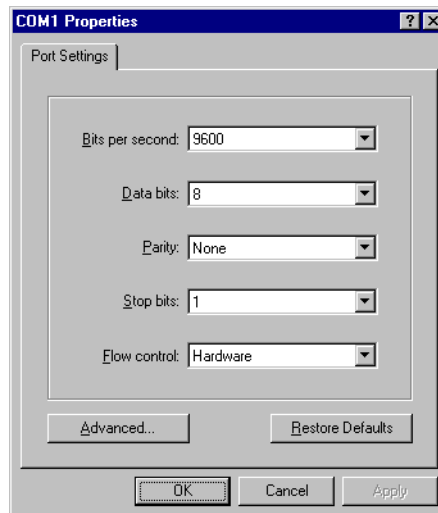 COM1 Properties
Port Settings
Bits per second: 9600
Data bits: 8
Parity: None
Stop bits: 1
Flow control: Hardware
Advanced... Restore Defaults
OK Cancel Apply